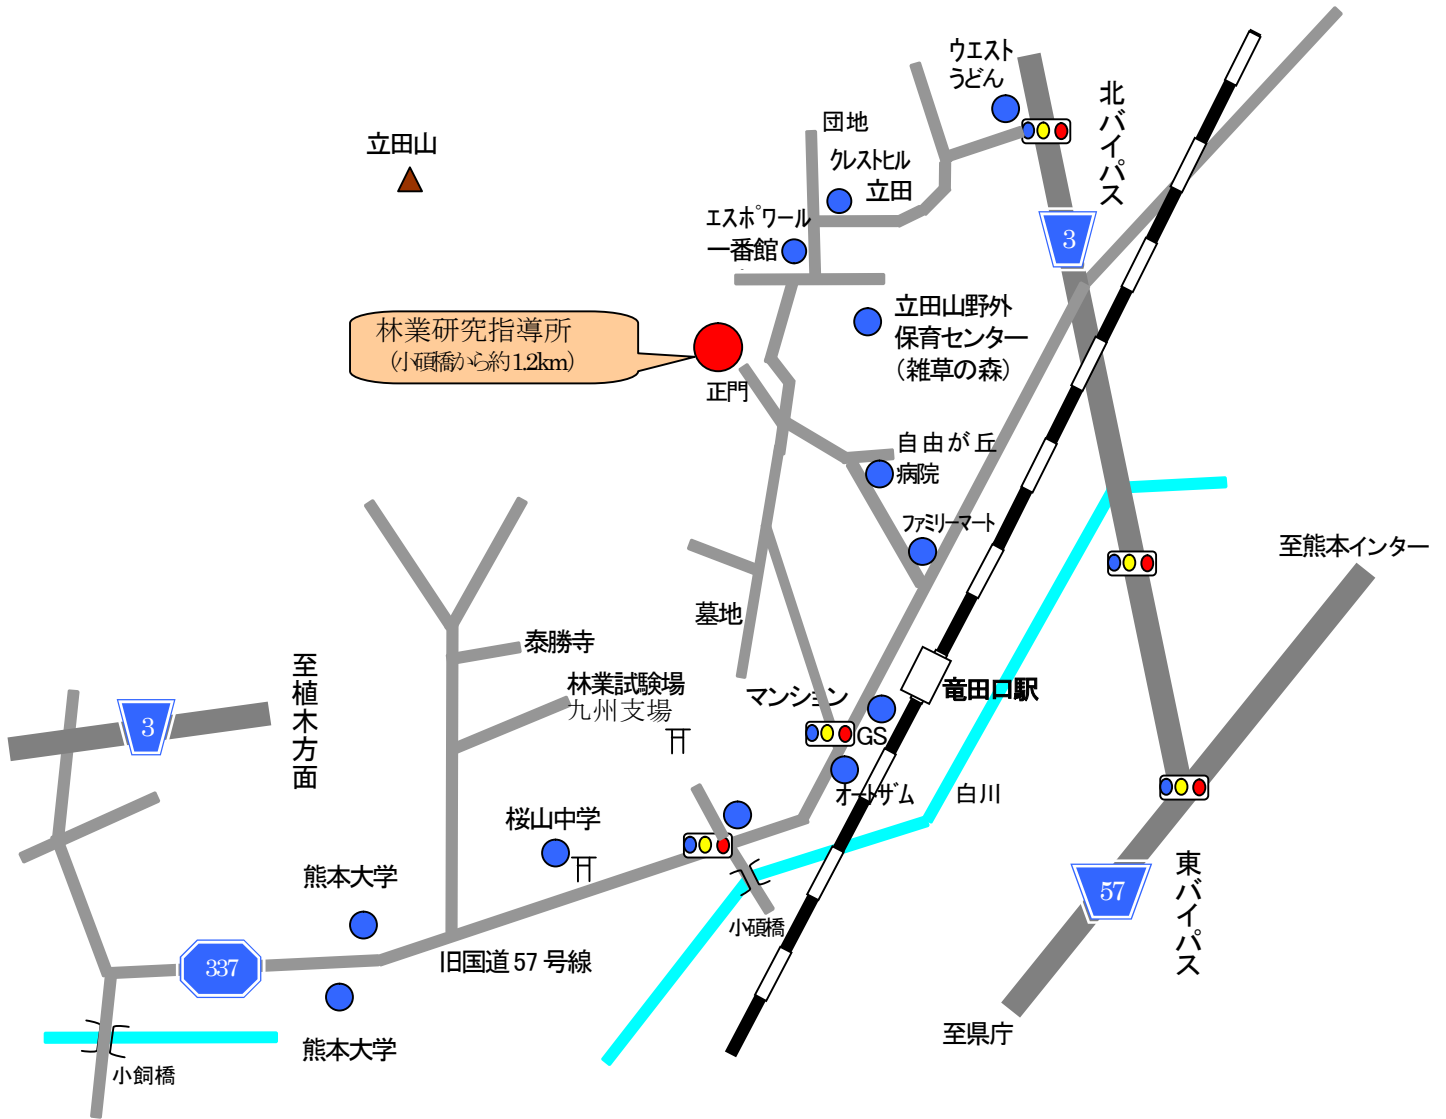 ウエスト
うどん
北バイパス
団地
クレストヒル
立田
立田山
エスポワール
一番館
3
林業研究指導所
(小碩橋から約1.2km)
立田山野外
保育センター
(雑草の森)
正門
自由が丘
病院
ファミリーマート
至熊本インター
墓地
泰勝寺
林業試験場
九州支場
至植木方面
3
マンション
竜田口駅
GS
オートザム
白川
桜山中学
熊本大学
小碩橋
57
東バイパス
旧国道57号線
337
至県庁
熊本大学
小飼橋